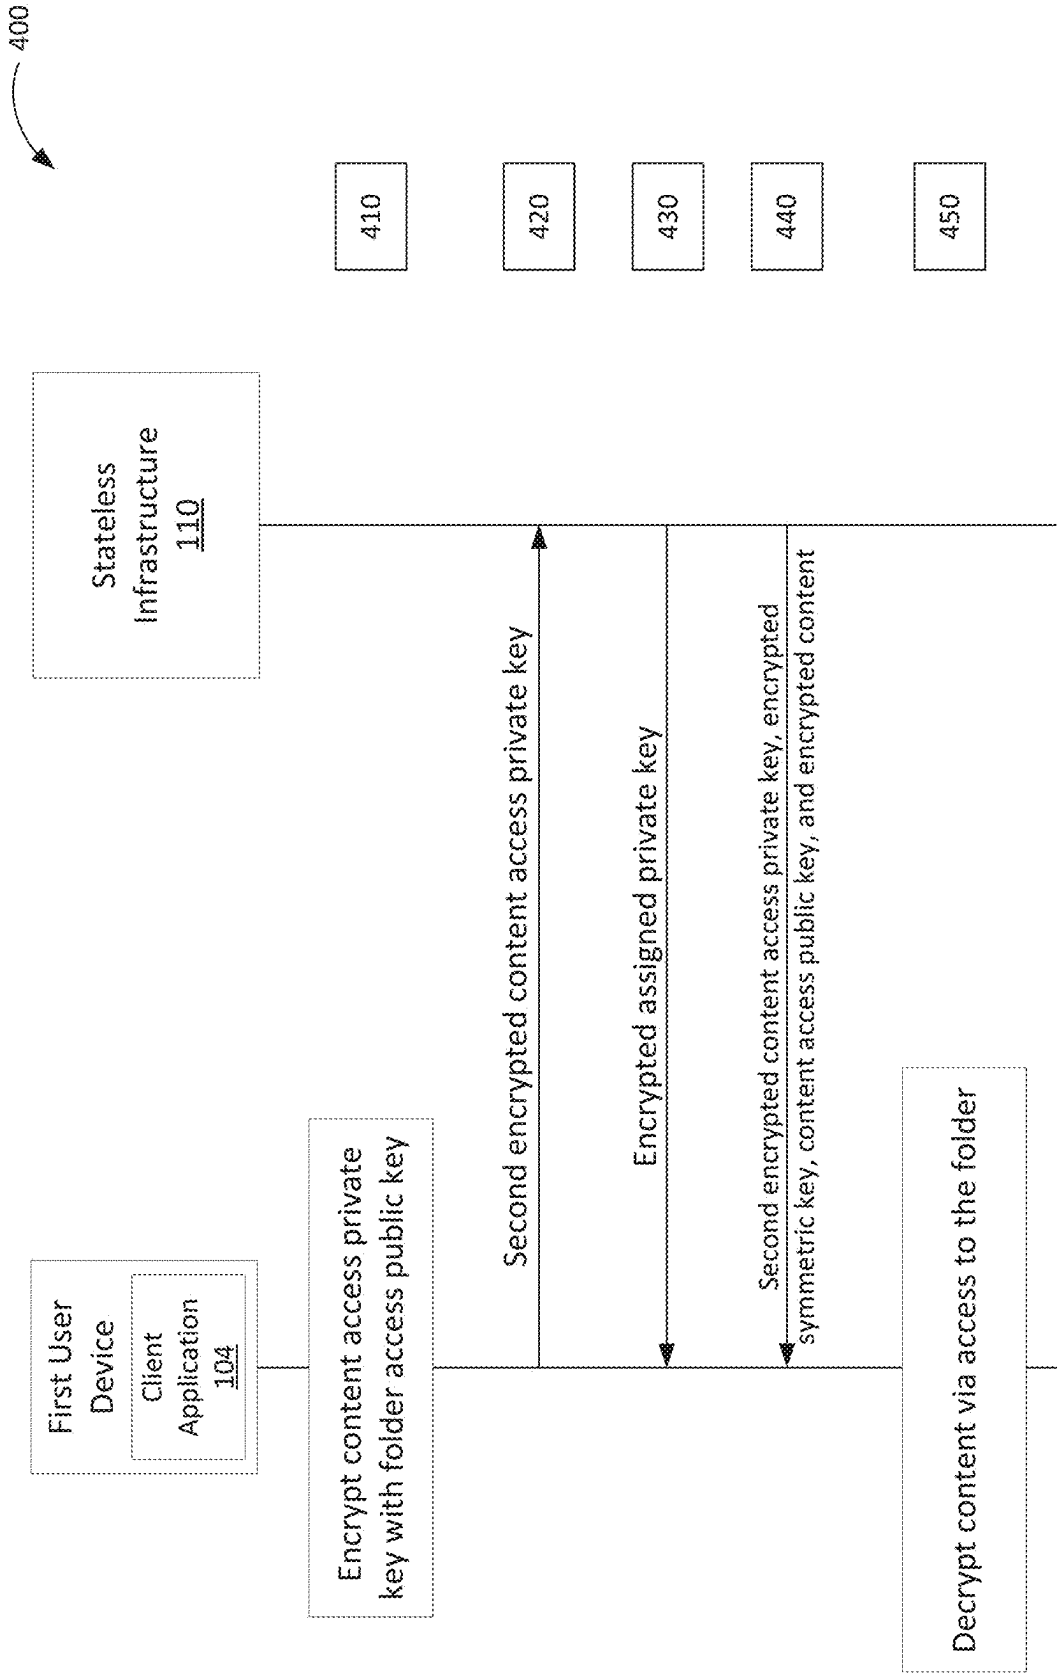 400
First User
Device
Client
Application
104
Stateless
Infrastructure
110
Encrypt content access private
key with folder access public key
410
Second encrypted content access private key
420
Encrypted assigned private key
430
Second encrypted content access private key, encrypted
symmetric key, content access public key, and encrypted content
440
Decrypt content via access to the folder
450